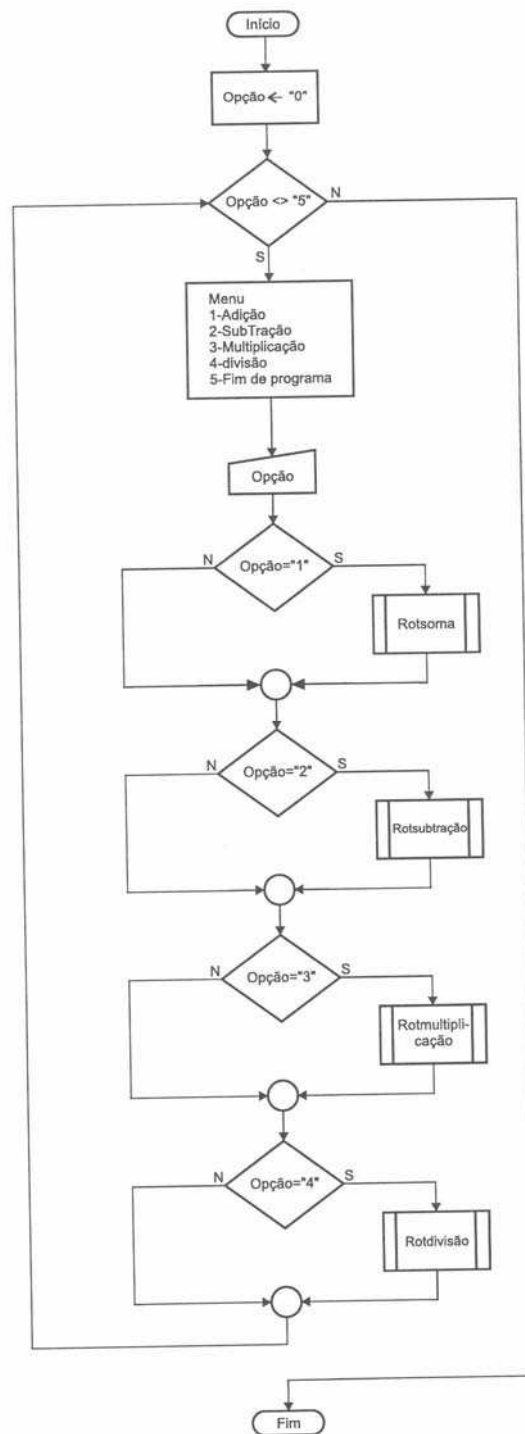 Início
Opção ← "0"
Opção <> "5"
N
S
Menu
1-Adição
2-SubTração
3-Multiplicação
4-divisão
5-Fim de programa
Opção
N
Opção="1"
S
Rotsoma
N
Opção="2"
S
Rotsubtração
N
Opção="3"
S
Rotmultipli-
cação
N
Opção="4"
S
Rotdivisão
Fim